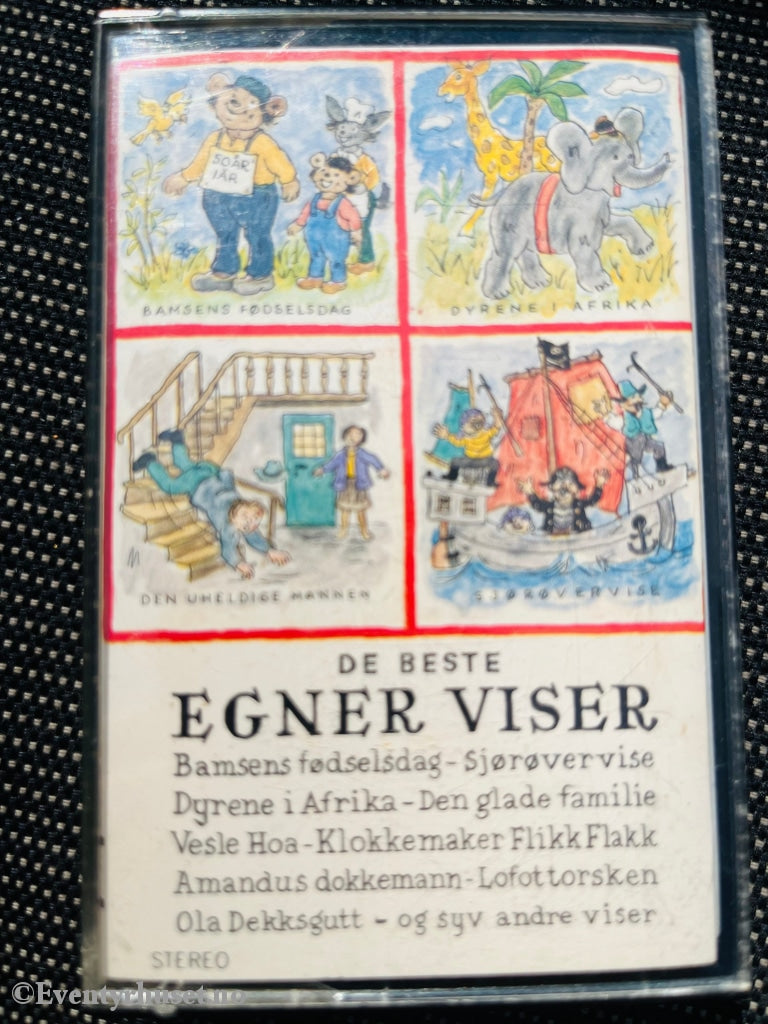 50 ÅR
I ÅR
BAMSENS FØDSELSDAG
DYRENE I AFRIKA
DEN UHELDIGE MANNEN
SJØRØVERVISE
DE BESTE
EGNER VISER
Bamsens fødselsdag - Sjørøvervise
Dyrene i Afrika - Den glade familie
Vesle Hoa - Klokkemaker Flikk Flakk
Amandus dokkemann - Lofottorsken
Ola Dekksgutt - og syv andre viser
STEREO
©Eventyrhuset.no